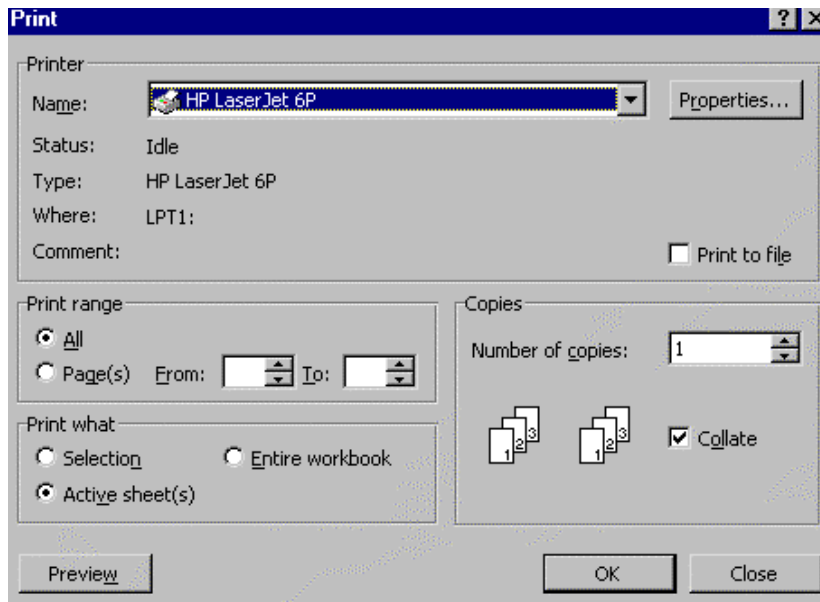 Print
Printer
Name: HP LaserJet 6P Properties...
Status: Idle
Type: HP LaserJet 6P
Where: LPT1:
Comment:
Print to file
Print range
All
Page(s) From: To:
Copies
Number of copies: 1
1 2 3 1 2 3 Collate
Print what
Selection Entire workbook
Active sheet(s)
Preview OK Close